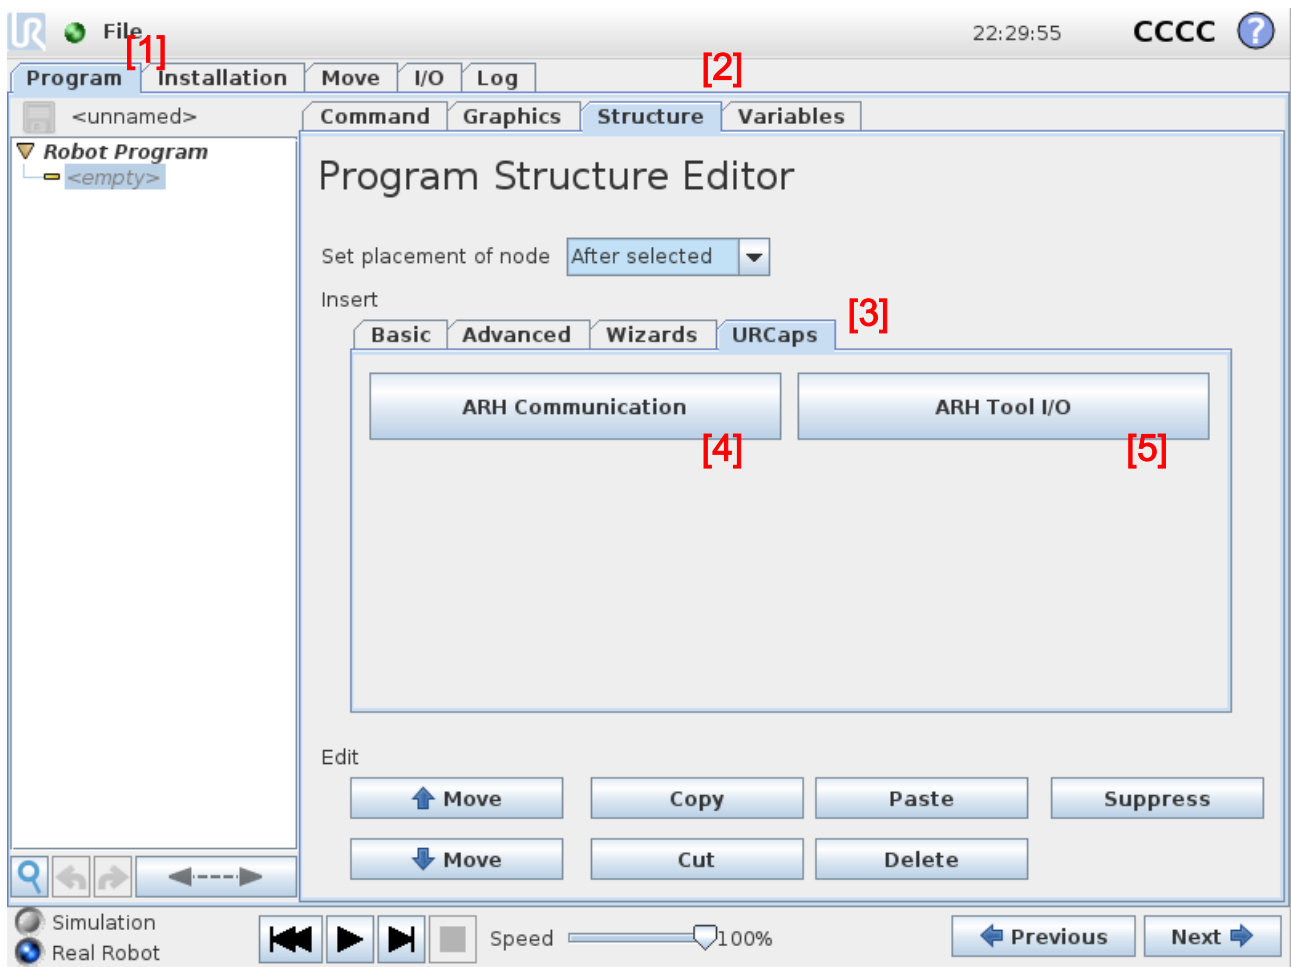 UR File 22:29:55 CCCC ?
[1] [2]
Program Installation Move I/O Log
<unnamed> Command Graphics Structure Variables
Robot Program
<empty>
Program Structure Editor
Set placement of node After selected
Insert
[3]
Basic Advanced Wizards URCaps
ARH Communication ARH Tool I/O
[4] [5]
Edit
Move Copy Paste Suppress
Move Cut Delete
Simulation
Real Robot
Speed 100% Previous Next